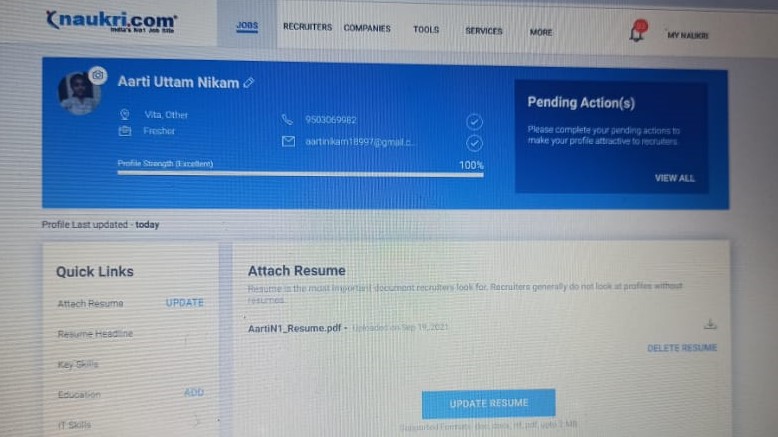 naukri.com
India's No1 Job Site
JOBS RECRUITERS COMPANIES TOOLS SERVICES MORE MY NAUKRI
Aarti Uttam Nikam
Vita, Other
Fresher
9503069982
aartinikam18997@gmail.c...
Profile Strength (Excellent) 100%
Pending Action(s)
Please complete your pending actions to
make your profile attractive to recruiters.
VIEW ALL
Profile Last updated - today
Quick Links
Attach Resume UPDATE
Resume Headline
Key Skills
Education ADD
IT Skills
Attach Resume
Resume is the most important document recruiters look for. Recruiters generally do not look at profiles without
resumes.
AartiN1_Resume.pdf - Uploaded on Sep 19, 2021
DELETE RESUME
UPDATE RESUME
Supported Formats: doc, docx, rtf, pdf, upto 2 MB